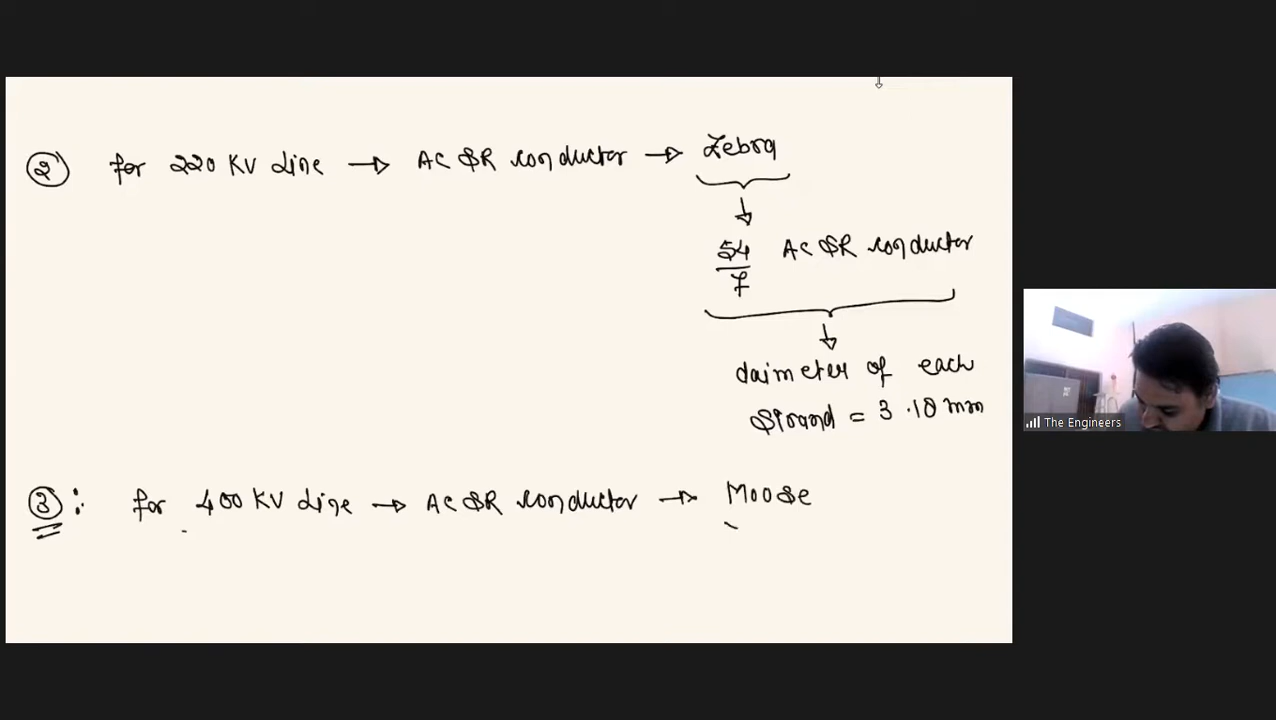 ② for 220 KV Line → ACSR conductor → Zebra
54/7 ACSR conductor
daimeter of each
strand = 3.18 mm
③: for 400 KV Line → ACSR conductor → Moose
The Engineers